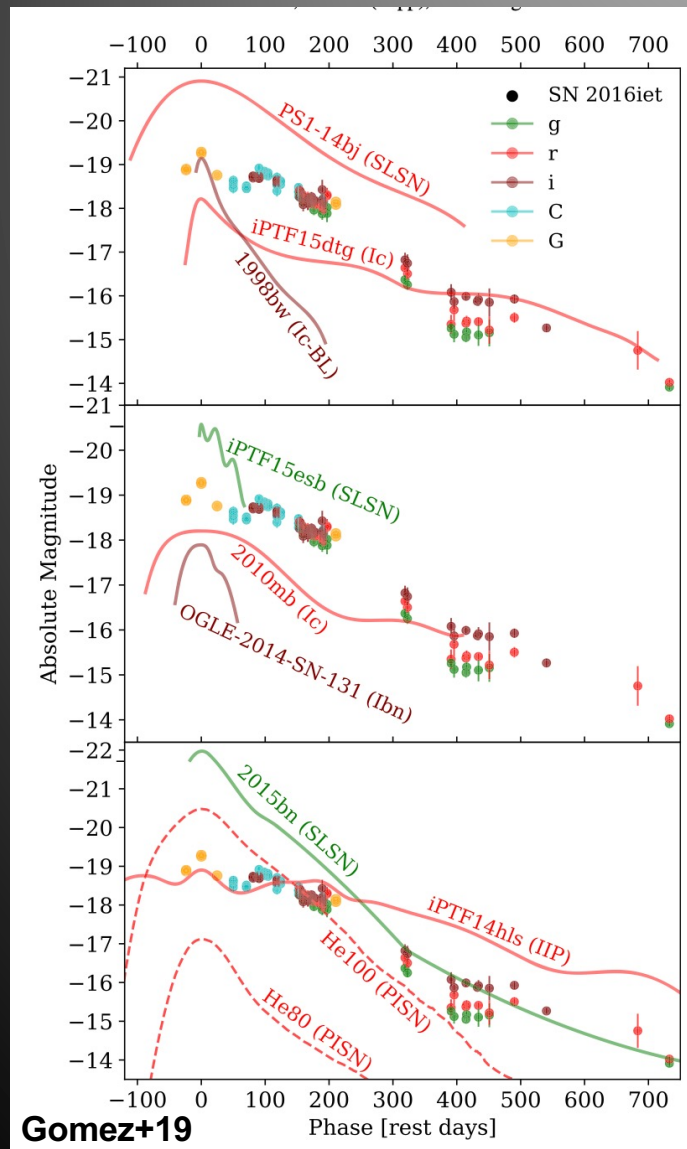 −100 0 100 200 300 400 500 600 700
−21
−20
−19
−18
−17
−16
−15
−14
PS1-14bj (SLSN)
iPTF15dtg (Ic)
1998bw (Ic-BL)
SN 2016iet
g
r
i
C
G
Absolute Magnitude
−21
−20
−19
−18
−17
−16
−15
−14
iPTF15esb (SLSN)
2010mb (Ic)
OGLE-2014-SN-131 (Ibn)
−22
−21
−20
−19
−18
−17
−16
−15
−14
2015bn (SLSN)
iPTF14hls (IIP)
He100 (PISN)
He80 (PISN)
−100 0 100 200 300 400 500 600 700
Phase [rest days]
Gomez+19